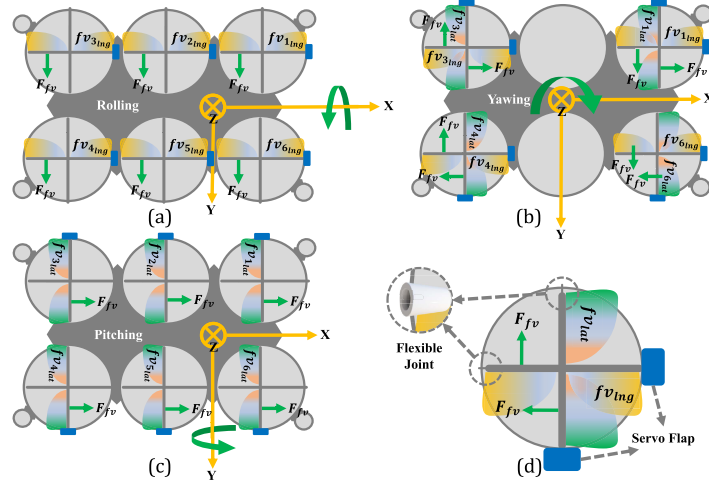 fv3lng
fv2lng
fv1lng
Ffv
Ffv
Ffv
Rolling
Z
X
fv4lng
fv5lng
fv6lng
Ffv
Ffv
Ffv
(a)
Y
Ffv
fv3lat
fv1lat
fv1lng
fv3lng
Ffv
Ffv
Ffv
Yawing
Z
X
Ffv
fv4lat
fv4lng
Ffv
fv6lng
Ffv
Ffv
fv6lat
(b)
Y
fv3lat
fv2lat
fv1lat
Ffv
Ffv
Ffv
Pitching
Z
X
fv4lat
fv5lat
fv6lat
Ffv
Ffv
Ffv
(c)
Y
Flexible
Joint
Ffv
fvlat
fvlng
Ffv
Servo Flap
(d)